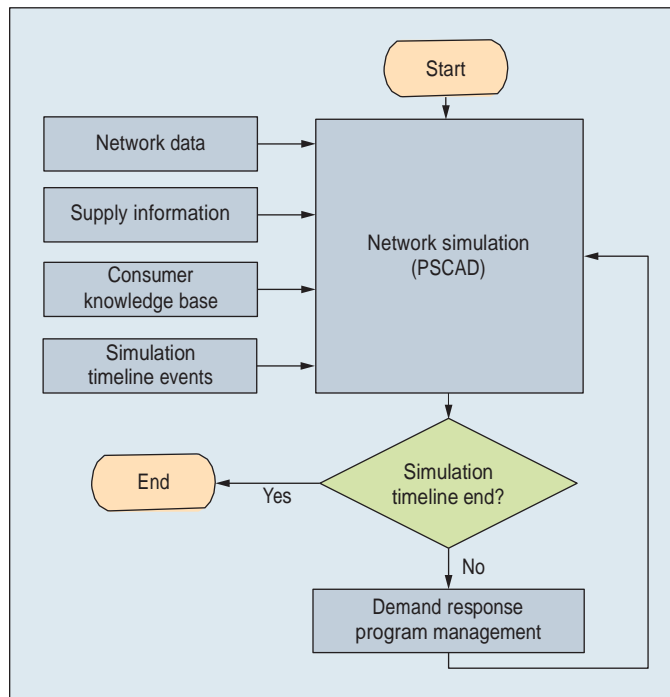 Start
Network data
Supply information
Consumer
knowledge base
Simulation
timeline events
Network simulation
(PSCAD)
Simulation
timeline end?
Yes
End
No
Demand response
program management